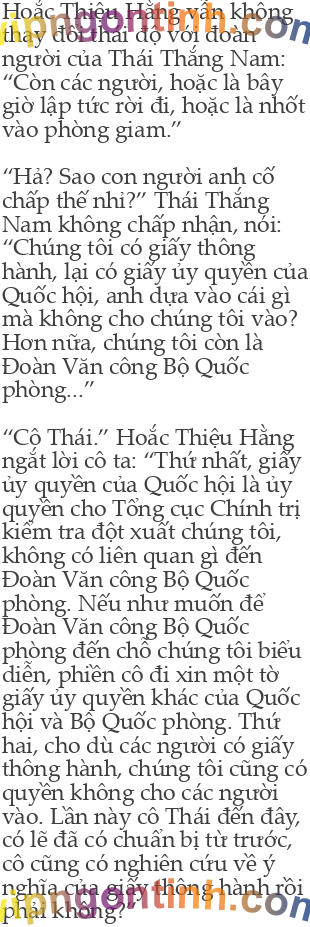 Hoắc Thiệu Hằng vẫn không
thay đổi thái độ với đoàn
người của Thái Thắng Nam:
“Còn các người, hoặc là bây
giờ lập tức rời đi, hoặc là nhốt
vào phòng giam.”
“Hả? Sao con người anh cố
chấp thế nhỉ?” Thái Thắng
Nam không chấp nhận, nói:
“Chúng tôi có giấy thông
hành, lại có giấy ủy quyền của
Quốc hội, anh dựa vào cái gì
mà không cho chúng tôi vào?
Hơn nữa, chúng tôi còn là
Đoàn Văn công Bộ Quốc
phòng...”
“Cô Thái.” Hoắc Thiệu Hằng
ngắt lời cô ta: “Thứ nhất, giấy
ủy quyền của Quốc hội là ủy
quyền cho Tổng cục Chính trị
kiểm tra đột xuất chúng tôi,
không có liên quan gì đến
Đoàn Văn công Bộ Quốc
phòng. Nếu như muốn để
Đoàn Văn công Bộ Quốc
phòng đến chỗ chúng tôi biểu
diễn, phiền cô đi xin một tờ
giấy ủy quyền khác của Quốc
hội và Bộ Quốc phòng. Thứ
hai, cho dù các người có giấy
thông hành, chúng tôi cũng có
quyền không cho các người
vào. Lần này cô Thái đến đây,
có lẽ đã có chuẩn bị từ trước,
cô cũng có nghiên cứu về ý
nghĩa của giấy thông hành rồi
phải không?”
vipngontinh.com
vipngontinh.com